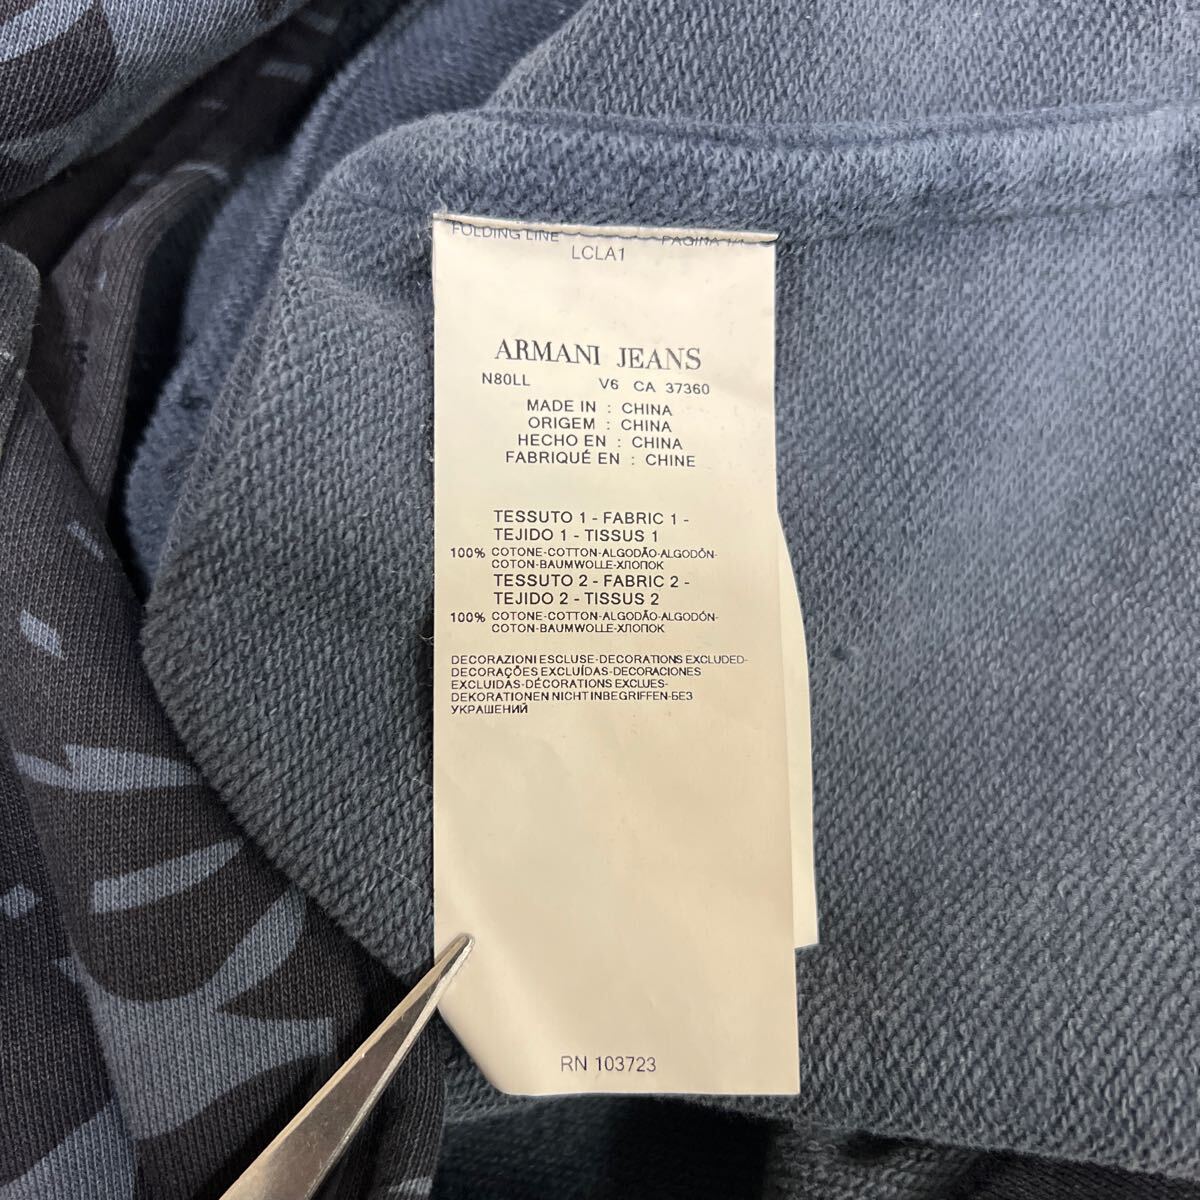 FOLDING LINE PAGINA 1/1
LCLA1
ARMANI JEANS
N80LL V6 CA 37360
MADE IN : CHINA
ORIGEM : CHINA
HECHO EN : CHINA
FABRIQUÉ EN : CHINE
TESSUTO 1 - FABRIC 1 -
TEJIDO 1 - TISSUS 1
100% COTONE-COTTON-ALGODÃO-ALGODÓN-
COTON-BAUMWOLLE-ХЛОПОК
TESSUTO 2 - FABRIC 2 -
TEJIDO 2 - TISSUS 2
100% COTONE-COTTON-ALGODÃO-ALGODÓN-
COTON-BAUMWOLLE-ХЛОПОК
DECORAZIONI ESCLUSE-DECORATIONS EXCLUDED-
DECORAÇÕES EXCLUÍDAS-DECORACIONES
EXCLUIDAS-DÉCORATIONS EXCLUES-
DEKORATIONEN NICHT INBEGRIFFEN-БЕЗ
УКРАШЕНИЙ
RN 103723